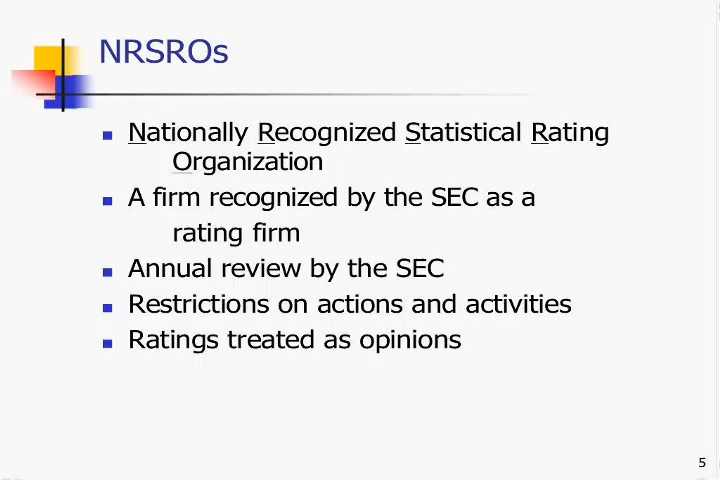 NRSROs
Nationally Recognized Statistical Rating
Organization
A firm recognized by the SEC as a
rating firm
Annual review by the SEC
Restrictions on actions and activities
Ratings treated as opinions
5